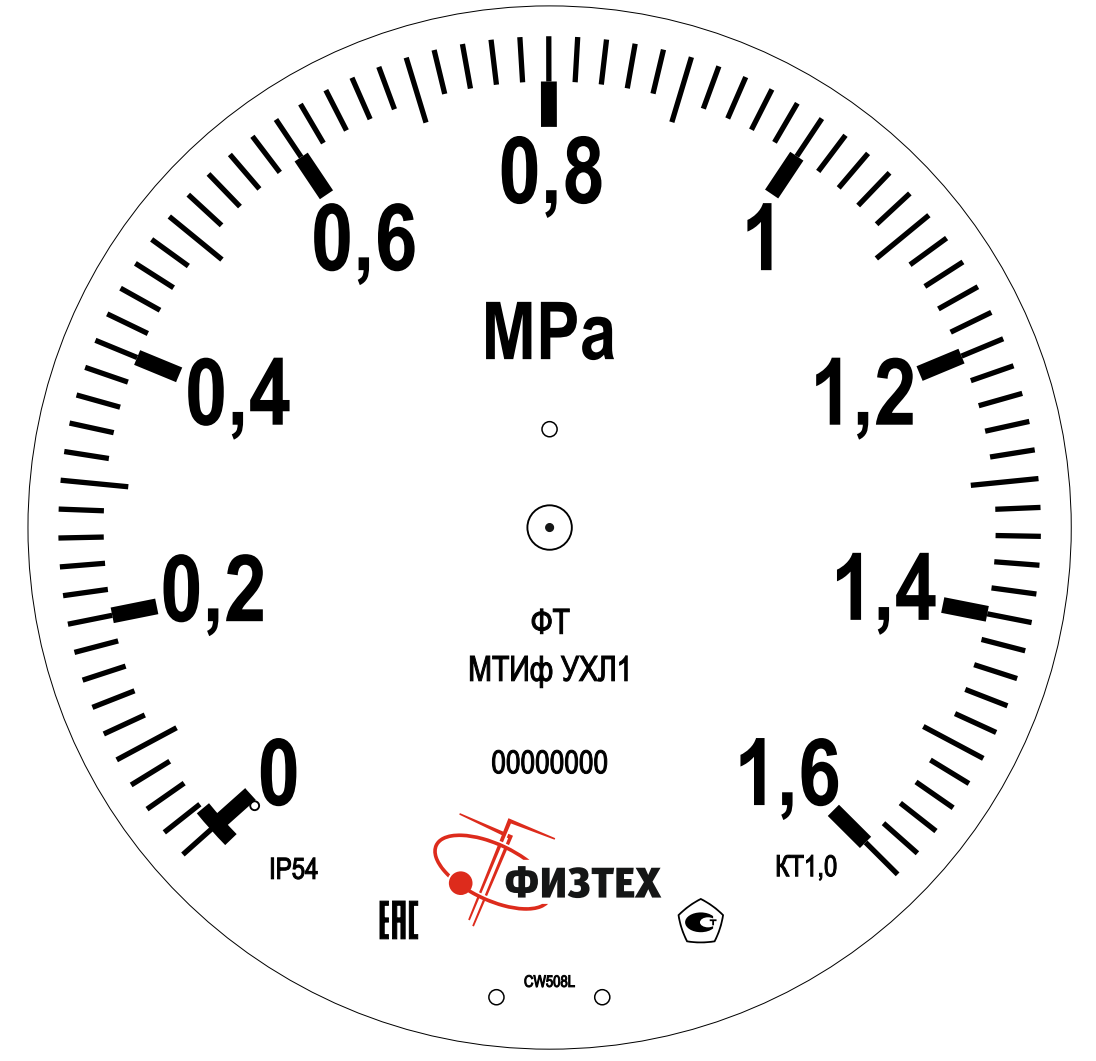 0,8
0,6
1
MPa
0,4
1,2
0,2
1,4
ФТ
МТИф УХЛ1
0
00000000
1,6
IP54
ФИЗТЕХ
КТ1,0
EAC
С т
CW508L